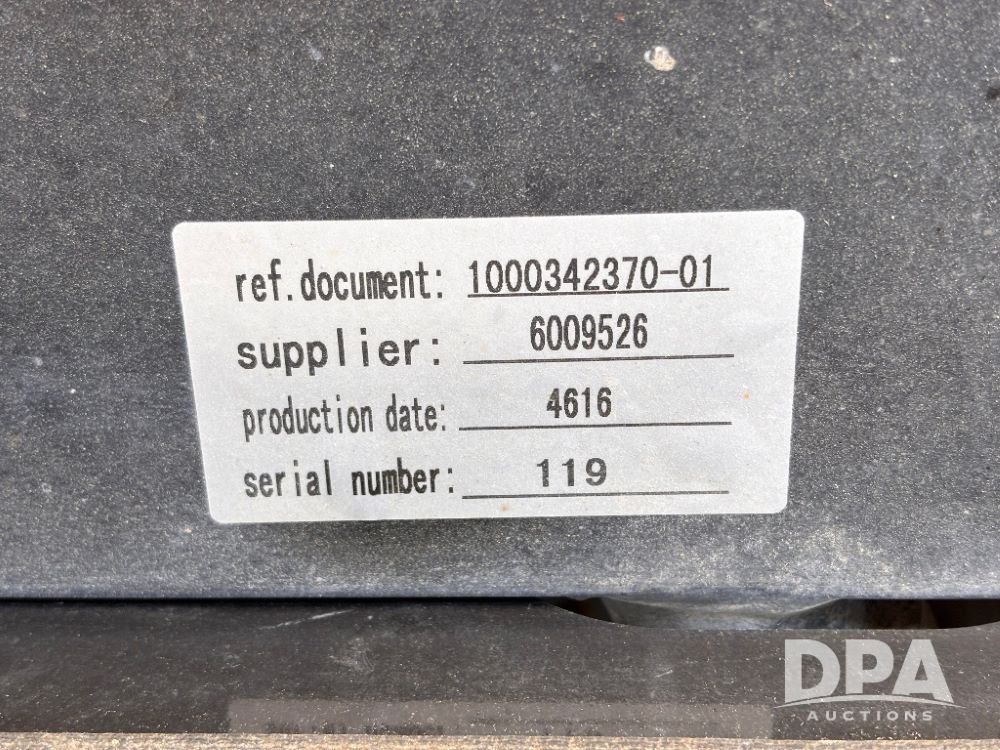 ref.document: 1000342370-01
supplier: 6009526
production date: 4616
serial number: 119
DPA
AUCTIONS